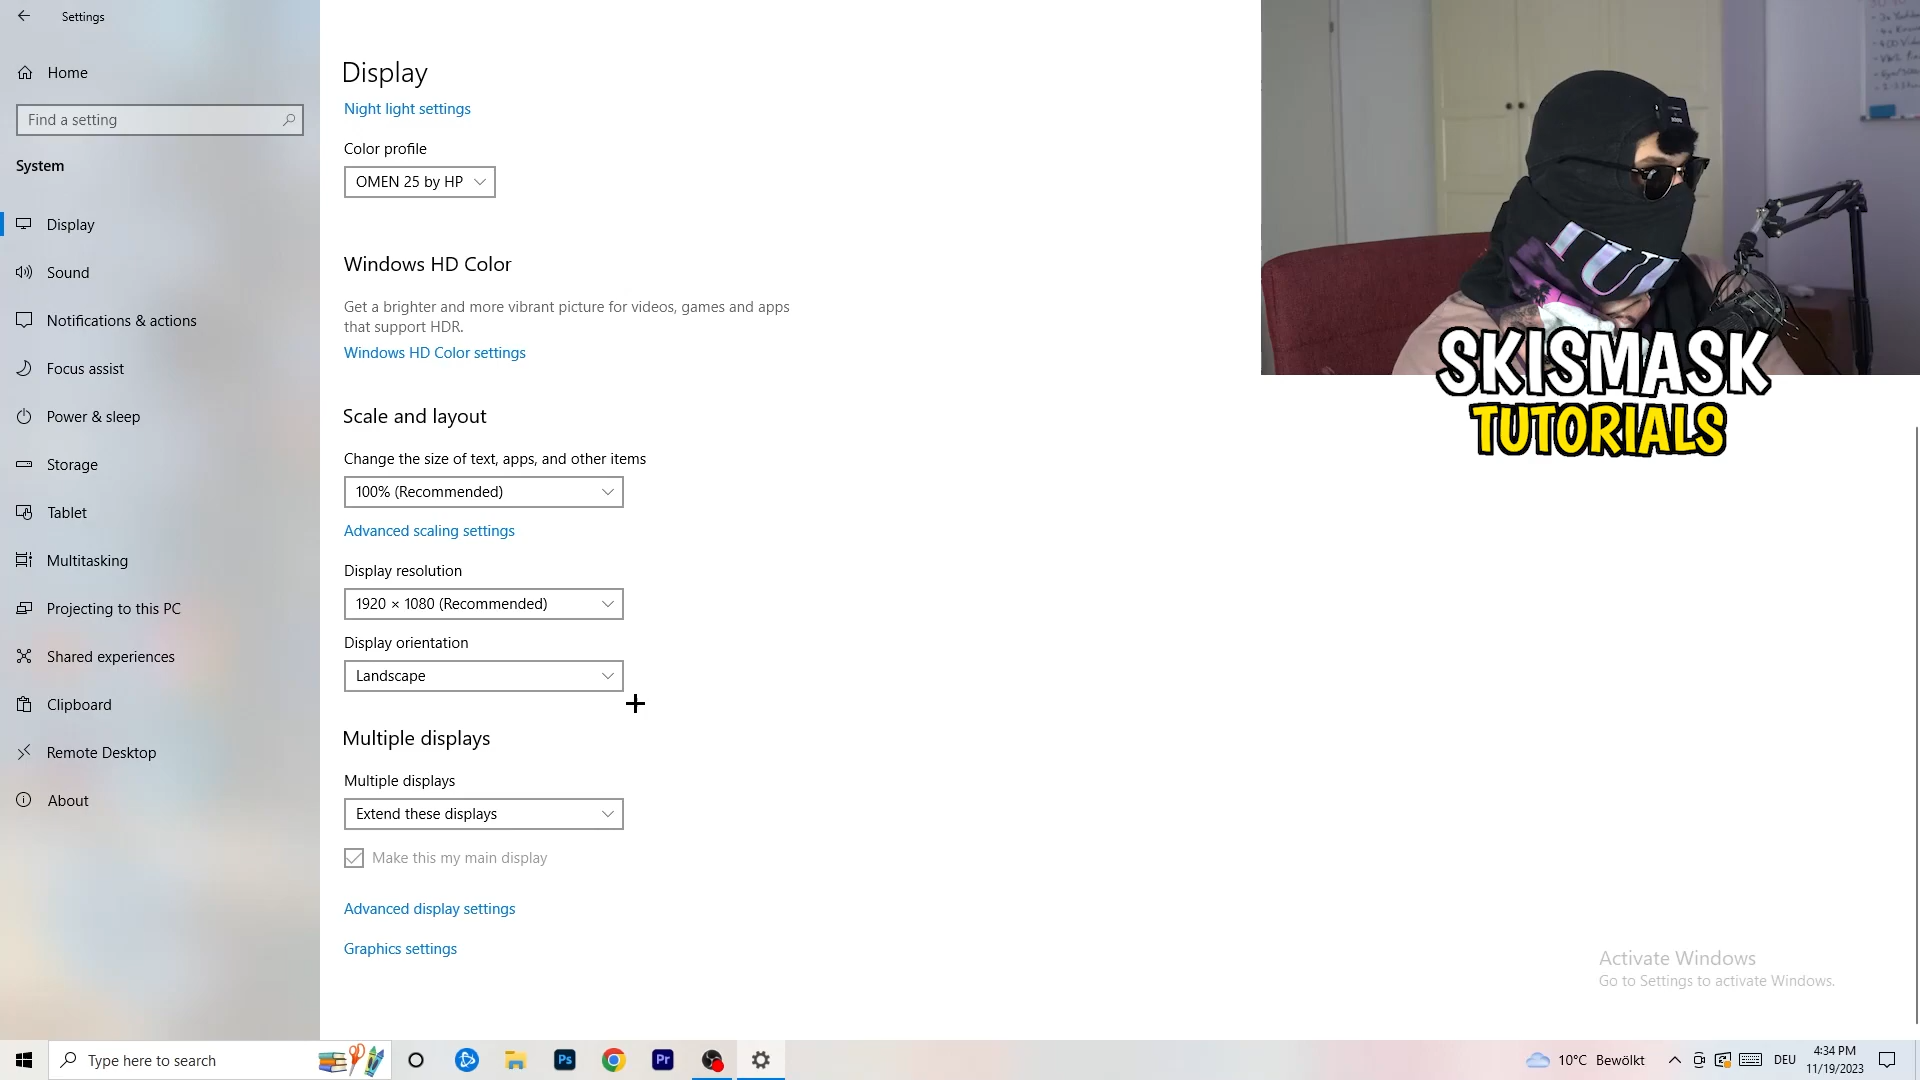 Settings
Home
Find a setting
System
Display
Sound
Notifications & actions
Focus assist
Power & sleep
Storage
Tablet
Multitasking
Projecting to this PC
Shared experiences
Clipboard
Remote Desktop
About
Display
Night light settings
Color profile
OMEN 25 by HP
Windows HD Color
Get a brighter and more vibrant picture for videos, games and apps
that support HDR.
Windows HD Color settings
Scale and layout
Change the size of text, apps, and other items
100% (Recommended)
Advanced scaling settings
Display resolution
1920 × 1080 (Recommended)
Display orientation
Landscape
Multiple displays
Multiple displays
Extend these displays
Make this my main display
Advanced display settings
Graphics settings
SKISMASK
TUTORIALS
Activate Windows
Go to Settings to activate Windows.
Type here to search
Ps
Pr
10°C Bewölkt
DEU
4:34 PM
11/19/2023